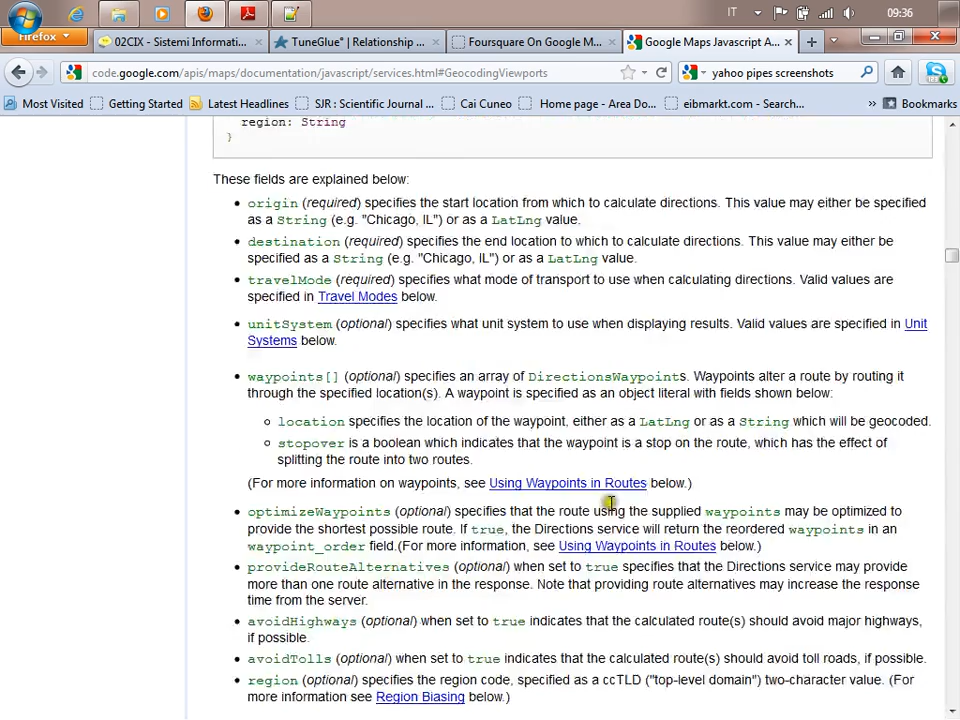 IT 09:36
Firefox 02CIX - Sistemi Informati... × TuneGlue° | Relationship ... × Foursquare On Google M... × Google Maps Javascript A... × +
code.google.com/apis/maps/documentation/javascript/services.html#GeocodingViewports yahoo pipes screenshots
Most Visited Getting Started Latest Headlines SJR : Scientific Journal ... Cai Cuneo Home page - Area Do... eibmarkt.com - Search... » Bookmarks
region: String
}
These fields are explained below:
• origin (required) specifies the start location from which to calculate directions. This value may either be specified
as a String (e.g. "Chicago, IL") or as a LatLng value.
• destination (required) specifies the end location to which to calculate directions. This value may either be
specified as a String (e.g. "Chicago, IL") or as a LatLng value.
• travelMode (required) specifies what mode of transport to use when calculating directions. Valid values are
specified in Travel Modes below.
• unitSystem (optional) specifies what unit system to use when displaying results. Valid values are specified in Unit
Systems below.
• waypoints[] (optional) specifies an array of DirectionsWaypoints. Waypoints alter a route by routing it
through the specified location(s). A waypoint is specified as an object literal with fields shown below:
○ location specifies the location of the waypoint, either as a LatLng or as a String which will be geocoded.
○ stopover is a boolean which indicates that the waypoint is a stop on the route, which has the effect of
splitting the route into two routes.
(For more information on waypoints, see Using Waypoints in Routes below.)
• optimizeWaypoints (optional) specifies that the route using the supplied waypoints may be optimized to
provide the shortest possible route. If true, the Directions service will return the reordered waypoints in an
waypoint_order field.(For more information, see Using Waypoints in Routes below.)
• provideRouteAlternatives (optional) when set to true specifies that the Directions service may provide
more than one route alternative in the response. Note that providing route alternatives may increase the response
time from the server.
• avoidHighways (optional) when set to true indicates that the calculated route(s) should avoid major highways,
if possible.
• avoidTolls (optional) when set to true indicates that the calculated route(s) should avoid toll roads, if possible.
• region (optional) specifies the region code, specified as a ccTLD ("top-level domain") two-character value. (For
more information see Region Biasing below.)